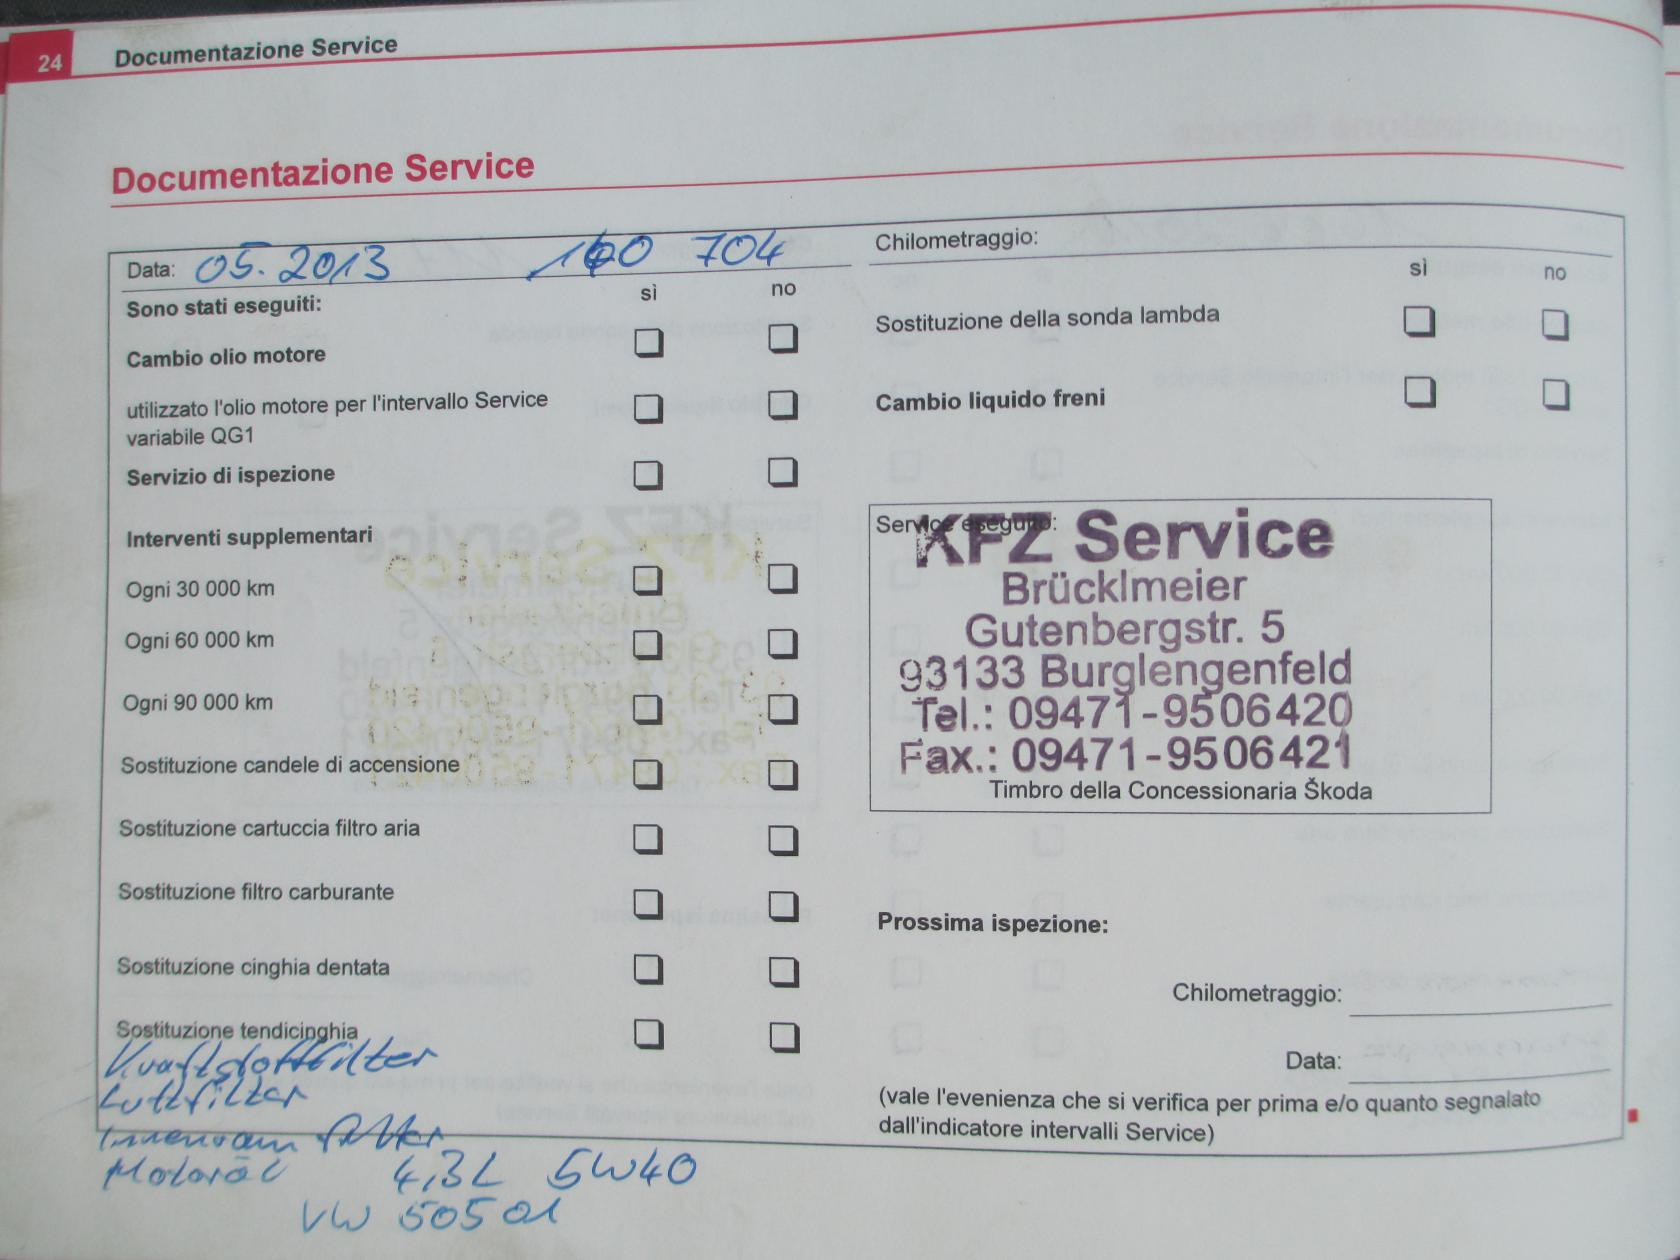 24 Documentazione Service
Documentazione Service
Data: 05.2013 160 704
Chilometraggio:
Sono stati eseguiti: sì no
sì no
Cambio olio motore
Sostituzione della sonda lambda
utilizzato l'olio motore per l'intervallo Service
variabile QG1
Cambio liquido freni
Servizio di ispezione
Interventi supplementari
Ogni 30 000 km
Ogni 60 000 km
Ogni 90 000 km
Sostituzione candele di accensione
Sostituzione cartuccia filtro aria
Sostituzione filtro carburante
Sostituzione cinghia dentata
Sostituzione tendicinghia
Kraftstofffilter
Luftfilter
Innenraum filter
Motoröl 4,3L 5W40
VW 505 01
Service eseguito:
KFZ Service
Brücklmeier
Gutenbergstr. 5
93133 Burglengenfeld
Tel.: 09471-9506420
Fax.: 09471-9506421
Timbro della Concessionaria Škoda
Prossima ispezione:
Chilometraggio:
Data:
(vale l'evenienza che si verifica per prima e/o quanto segnalato
dall'indicatore intervalli Service)